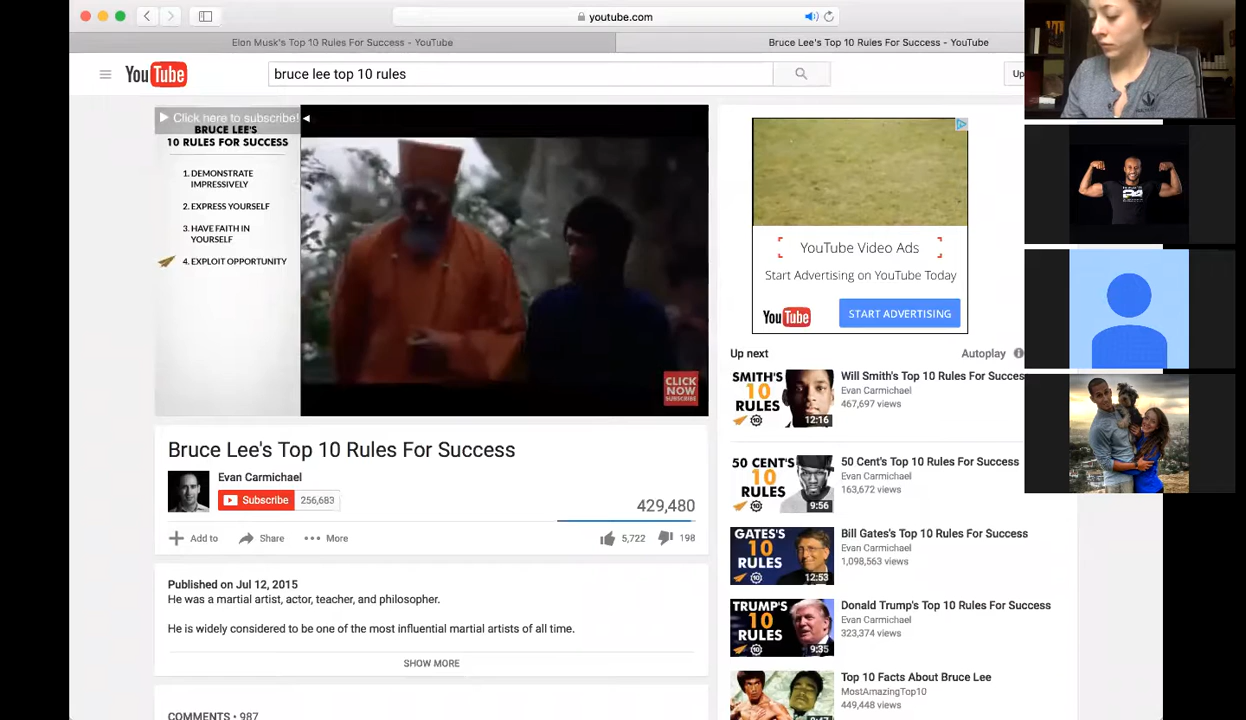 youtube.com
Elon Musk's Top 10 Rules For Success - YouTube
Bruce Lee's Top 10 Rules For Success - YouTube
YouTube
bruce lee top 10 rules
Up
Click here to subscribe!
BRUCE LEE'S
10 RULES FOR SUCCESS
1. DEMONSTRATE
IMPRESSIVELY
2. EXPRESS YOURSELF
3. HAVE FAITH IN
YOURSELF
4. EXPLOIT OPPORTUNITY
CLICK
NOW
SUBSCRIBE
Bruce Lee's Top 10 Rules For Success
Evan Carmichael
Subscribe 256,683
429,480
Add to
Share
More
5,722
198
Published on Jul 12, 2015
He was a martial artist, actor, teacher, and philosopher.
He is widely considered to be one of the most influential martial artists of all time.
SHOW MORE
COMMENTS • 987
YouTube Video Ads
Start Advertising on YouTube Today
YouTube
START ADVERTISING
Up next
Autoplay
SMITH'S
10
RULES
12:16
Will Smith's Top 10 Rules For Succes
Evan Carmichael
467,697 views
50 CENT'S
10
RULES
9:56
50 Cent's Top 10 Rules For Success
Evan Carmichael
163,672 views
GATES'S
10
RULES
12:53
Bill Gates's Top 10 Rules For Success
Evan Carmichael
1,098,563 views
TRUMP'S
10
RULES
9:35
Donald Trump's Top 10 Rules For Success
Evan Carmichael
323,374 views
Top 10 Facts About Bruce Lee
MostAmazingTop10
449,448 views